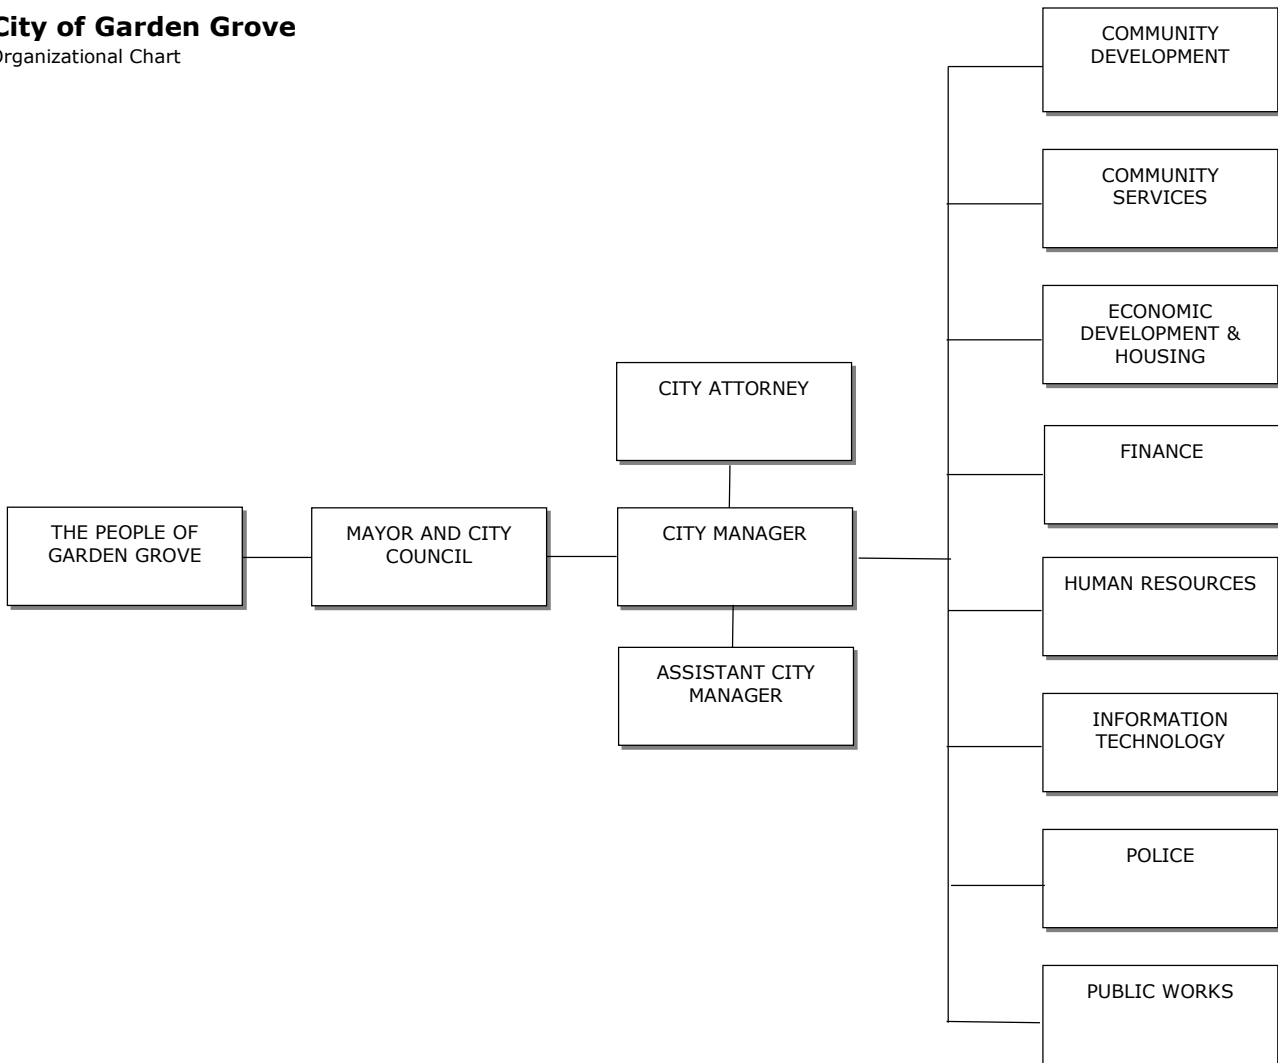 City of Garden Grove
Organizational Chart
COMMUNITY
DEVELOPMENT
COMMUNITY
SERVICES
ECONOMIC
DEVELOPMENT &
HOUSING
CITY ATTORNEY
FINANCE
THE PEOPLE OF
GARDEN GROVE
MAYOR AND CITY
COUNCIL
CITY MANAGER
HUMAN RESOURCES
ASSISTANT CITY
MANAGER
INFORMATION
TECHNOLOGY
POLICE
PUBLIC WORKS